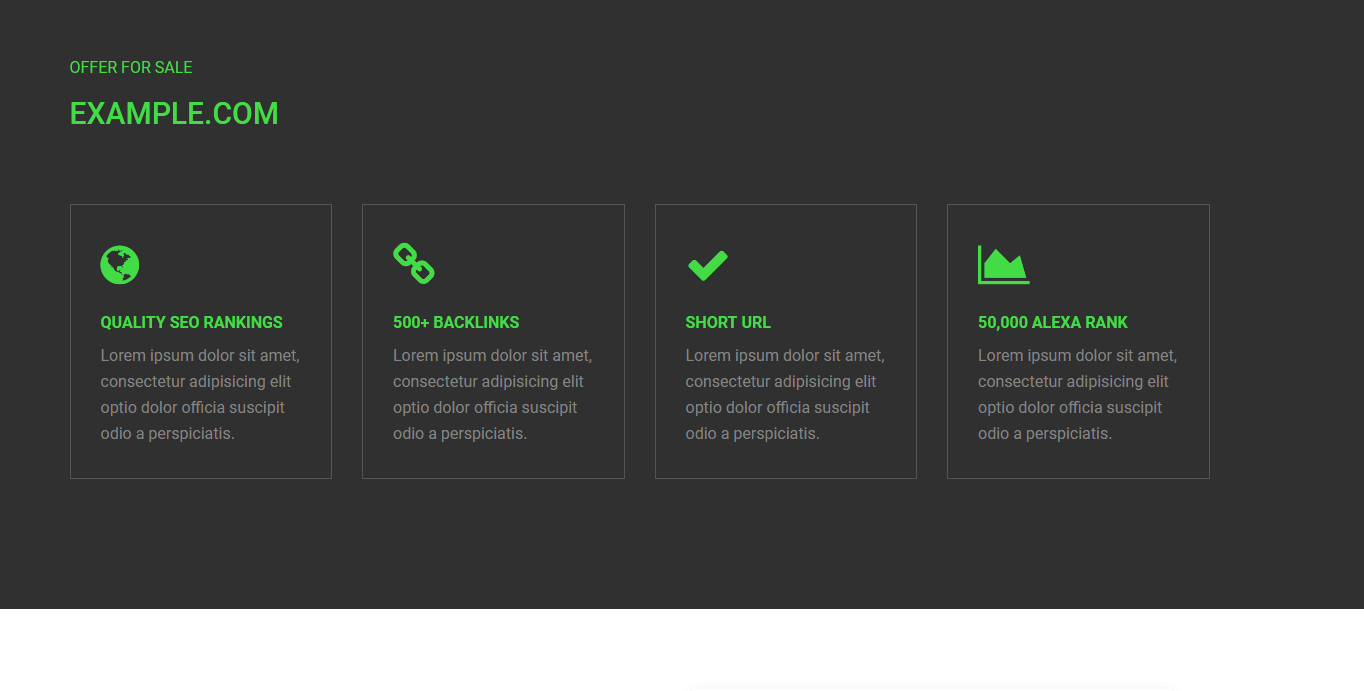 OFFER FOR SALE
EXAMPLE.COM
QUALITY SEO RANKINGS
Lorem ipsum dolor sit amet,
consectetur adipisicing elit
optio dolor officia suscipit
odio a perspiciatis.
500+ BACKLINKS
Lorem ipsum dolor sit amet,
consectetur adipisicing elit
optio dolor officia suscipit
odio a perspiciatis.
SHORT URL
Lorem ipsum dolor sit amet,
consectetur adipisicing elit
optio dolor officia suscipit
odio a perspiciatis.
50,000 ALEXA RANK
Lorem ipsum dolor sit amet,
consectetur adipisicing elit
optio dolor officia suscipit
odio a perspiciatis.